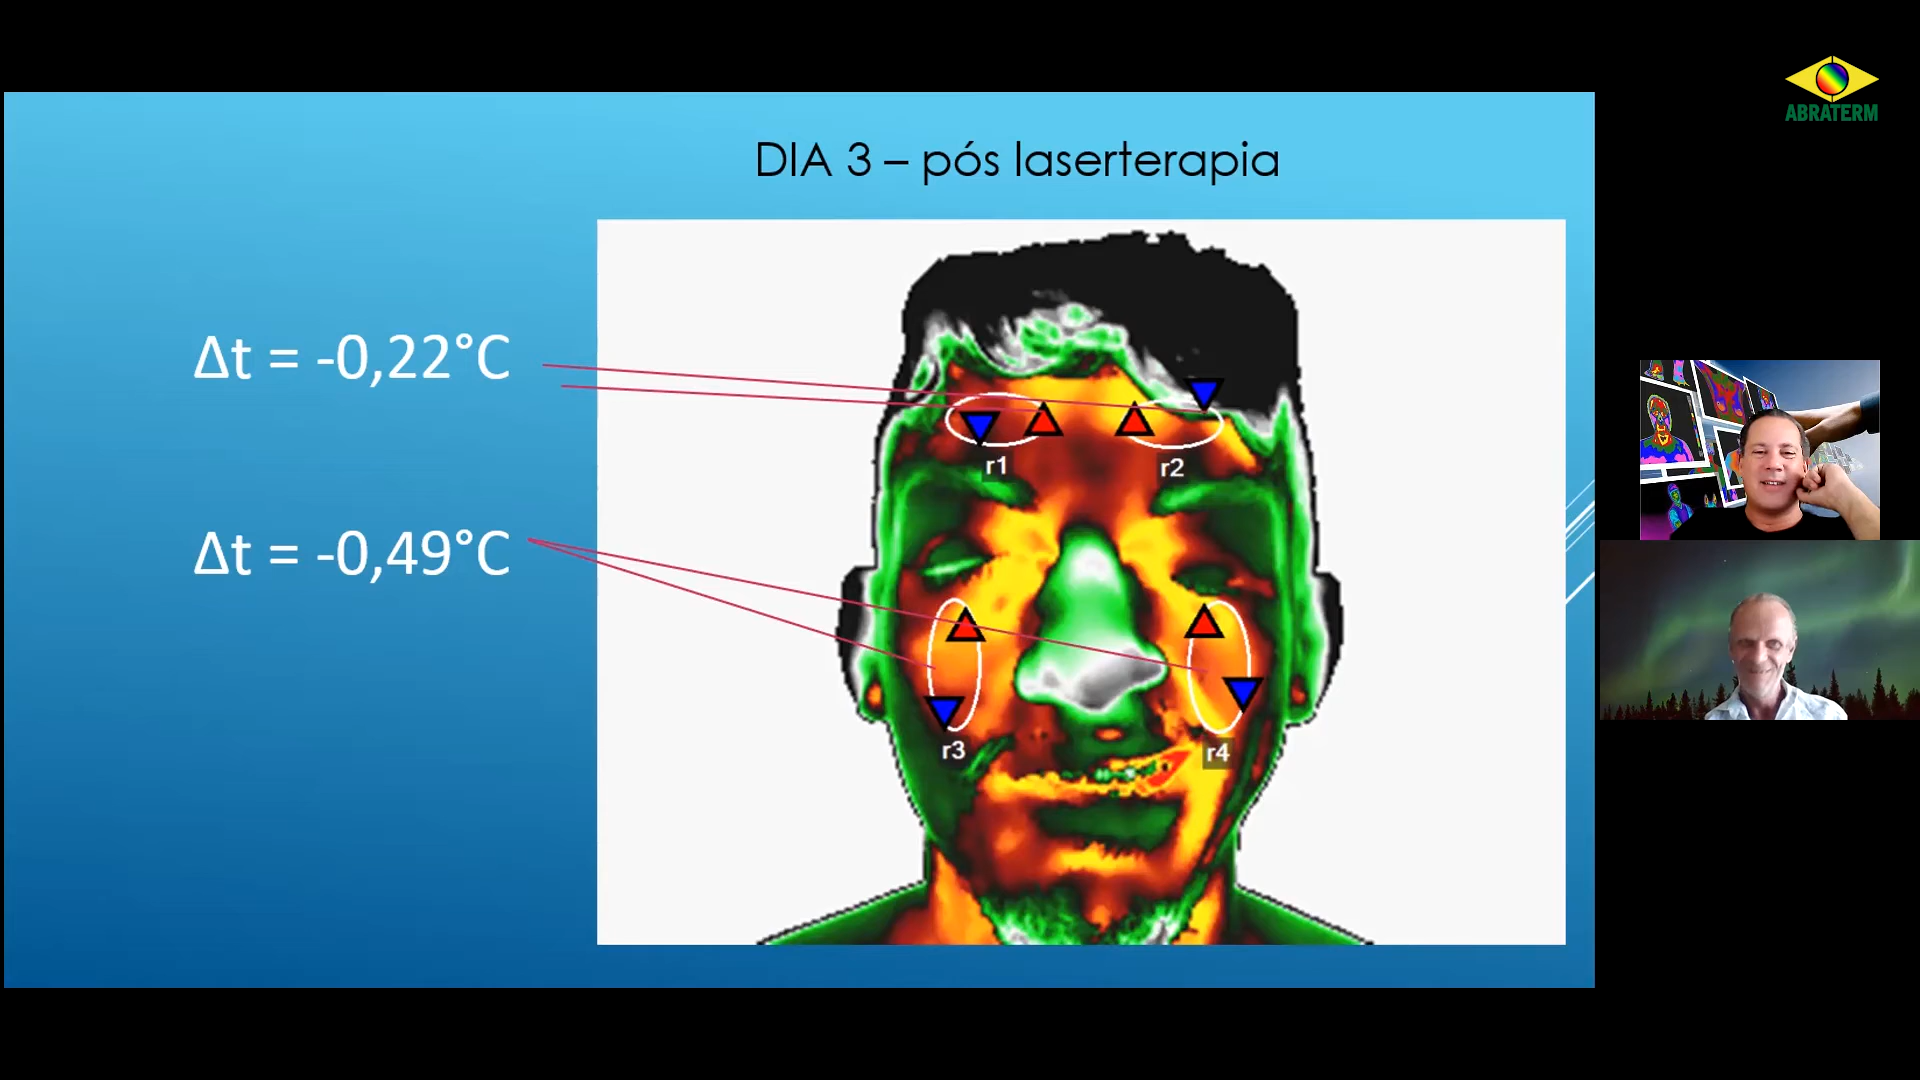 ABRATERM
DIA 3 – pós laserterapia
Δt = -0,22°C
r1
r2
Δt = -0,49°C
r3
r4